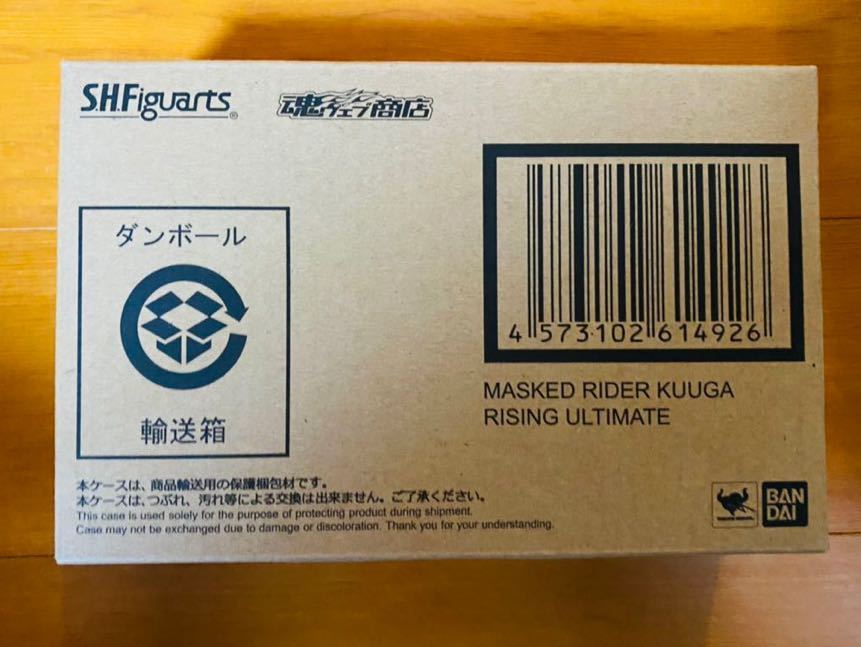 S.H.Figuarts®
魂ウェブ商店
ダンボール
輸送箱
4 573102 614926
MASKED RIDER KUUGA
RISING ULTIMATE
本ケースは、商品輸送用の保護梱包材です。
本ケースは、つぶれ、汚れ等による交換は出来ません。ご了承ください。
This case is used solely for the purpose of protecting product during shipment.
Case may not be exchanged due to damage or discoloration. Thank you for your understanding.
BAN
DAI